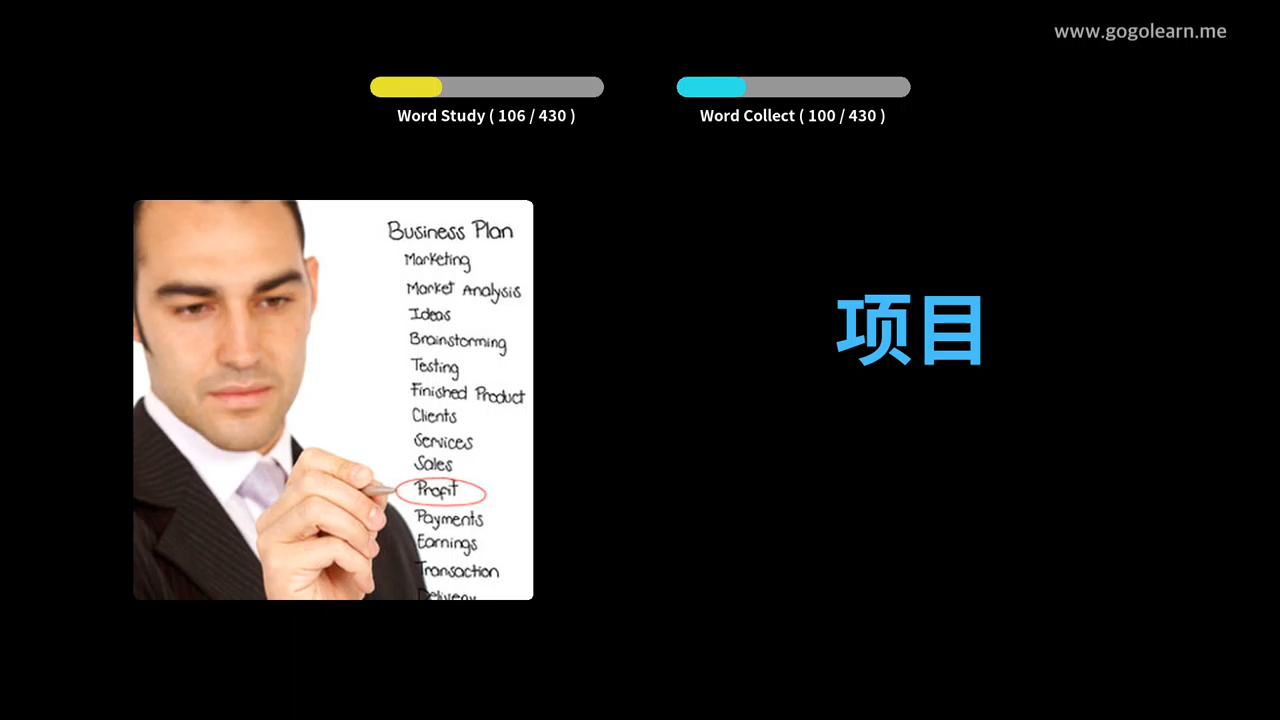 www.gogolearn.me
Word Study ( 106 / 430 )
Word Collect ( 100 / 430 )
Business Plan
Marketing
Market Analysis
Ideas
Brainstorming
Testing
Finished Product
Clients
Services
Sales
Profit
Payments
Earnings
Transaction
Delivery
项目